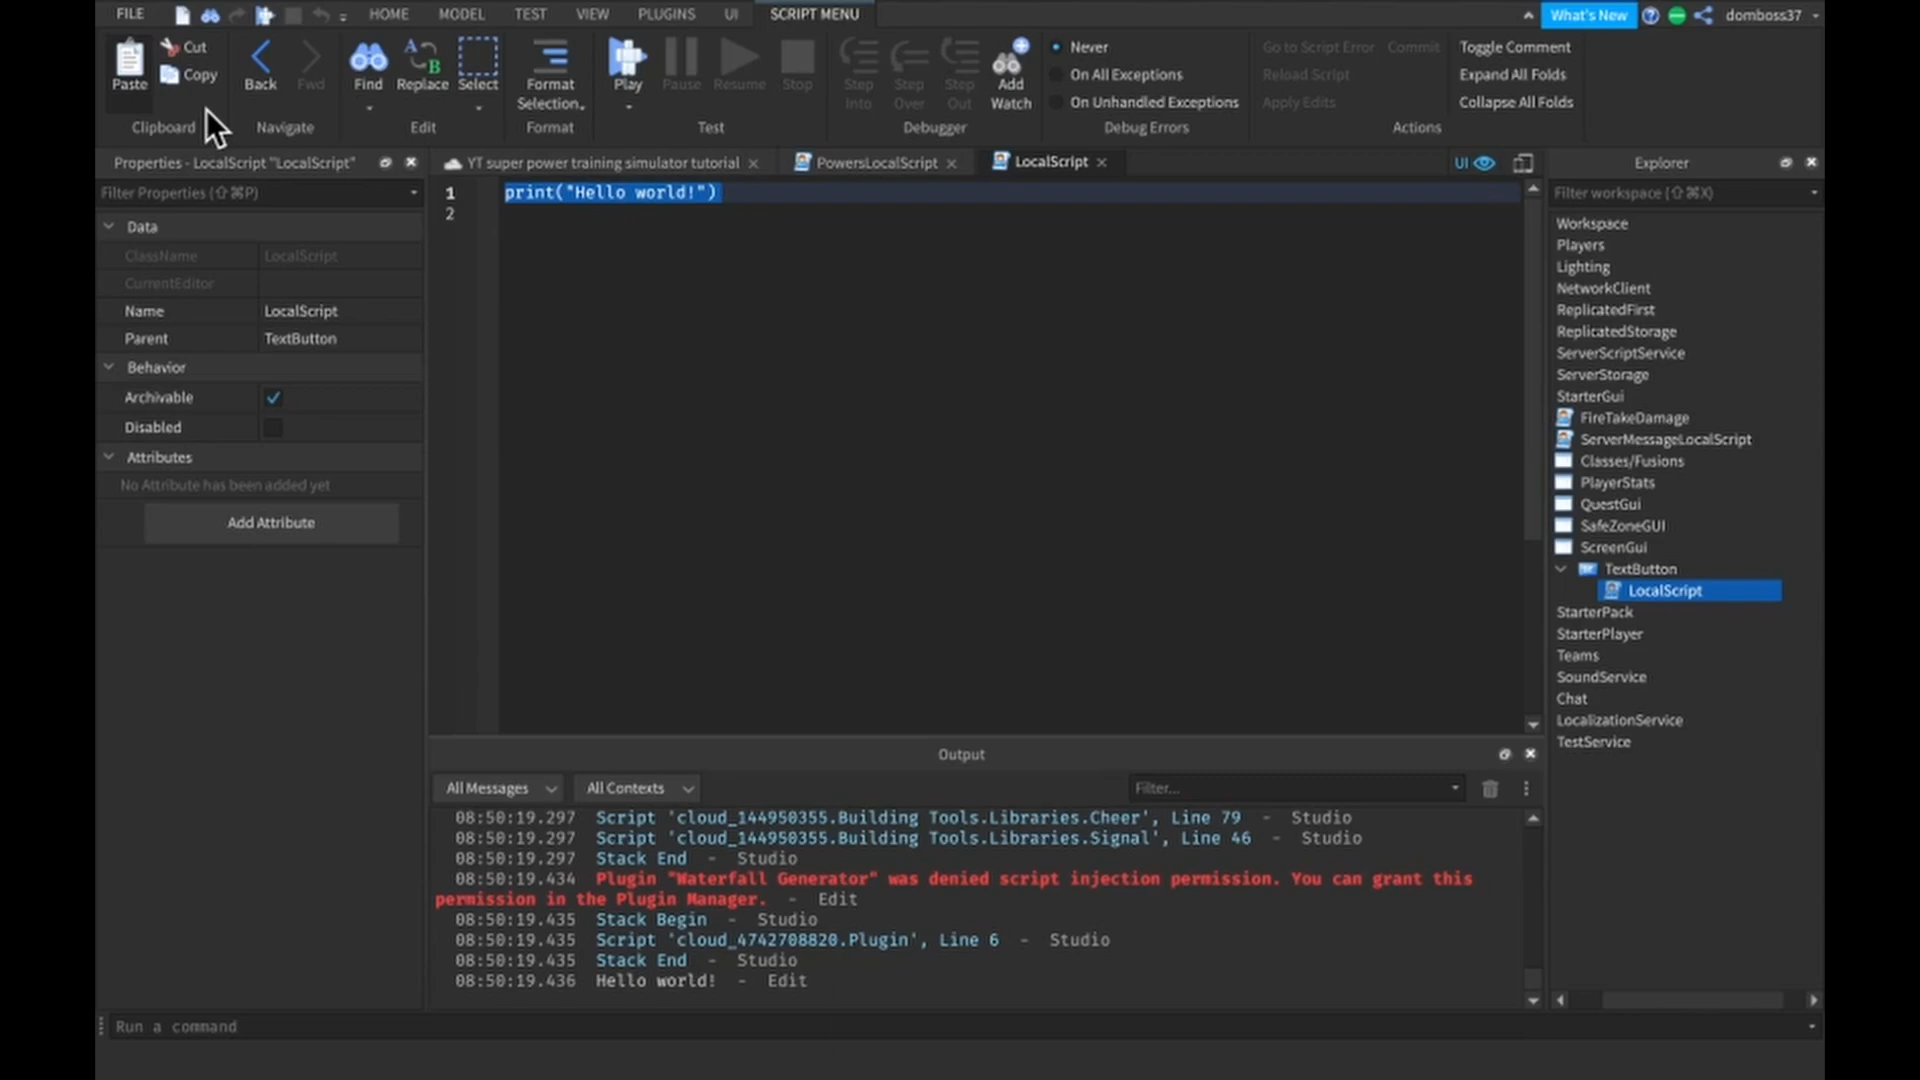 FILE HOME MODEL TEST VIEW PLUGINS UI SCRIPT MENU What's New domboss37
Paste Cut Copy Back Fwd Find Replace Select Format Selection Play Pause Resume Stop Step Into Step Over Step Out Add Watch
Never
On All Exceptions
On Unhandled Exceptions
Go to Script Error Commit
Reload Script
Apply Edits
Toggle Comment
Expand All Folds
Collapse All Folds
Clipboard Navigate Edit Format Test Debugger Debug Errors Actions
Properties - LocalScript "LocalScript"
Filter Properties (⇧⌘P)
Data
ClassName LocalScript
CurrentEditor
Name LocalScript
Parent TextButton
Behavior
Archivable
Disabled
Attributes
No Attribute has been added yet
Add Attribute
YT super power training simulator tutorial PowersLocalScript LocalScript UI
1 print("Hello world!")
2
Explorer
Filter workspace (⇧⌘X)
Workspace
Players
Lighting
NetworkClient
ReplicatedFirst
ReplicatedStorage
ServerScriptService
ServerStorage
StarterGui
FireTakeDamage
ServerMessageLocalScript
Classes/Fusions
PlayerStats
QuestGui
SafeZoneGUI
ScreenGui
TextButton
LocalScript
StarterPack
StarterPlayer
Teams
SoundService
Chat
LocalizationService
TestService
Output
All Messages All Contexts Filter...
08:50:19.297 Script 'cloud_144950355.Building Tools.Libraries.Cheer', Line 79 - Studio
08:50:19.297 Script 'cloud_144950355.Building Tools.Libraries.Signal', Line 46 - Studio
08:50:19.297 Stack End - Studio
08:50:19.434 Plugin "Waterfall Generator" was denied script injection permission. You can grant this
permission in the Plugin Manager. - Edit
08:50:19.435 Stack Begin - Studio
08:50:19.435 Script 'cloud_4742708820.Plugin', Line 6 - Studio
08:50:19.435 Stack End - Studio
08:50:19.436 Hello world! - Edit
Run a command